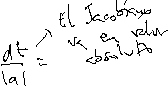 El Jacobiano
va en valor
absoluto
dt/|a| =